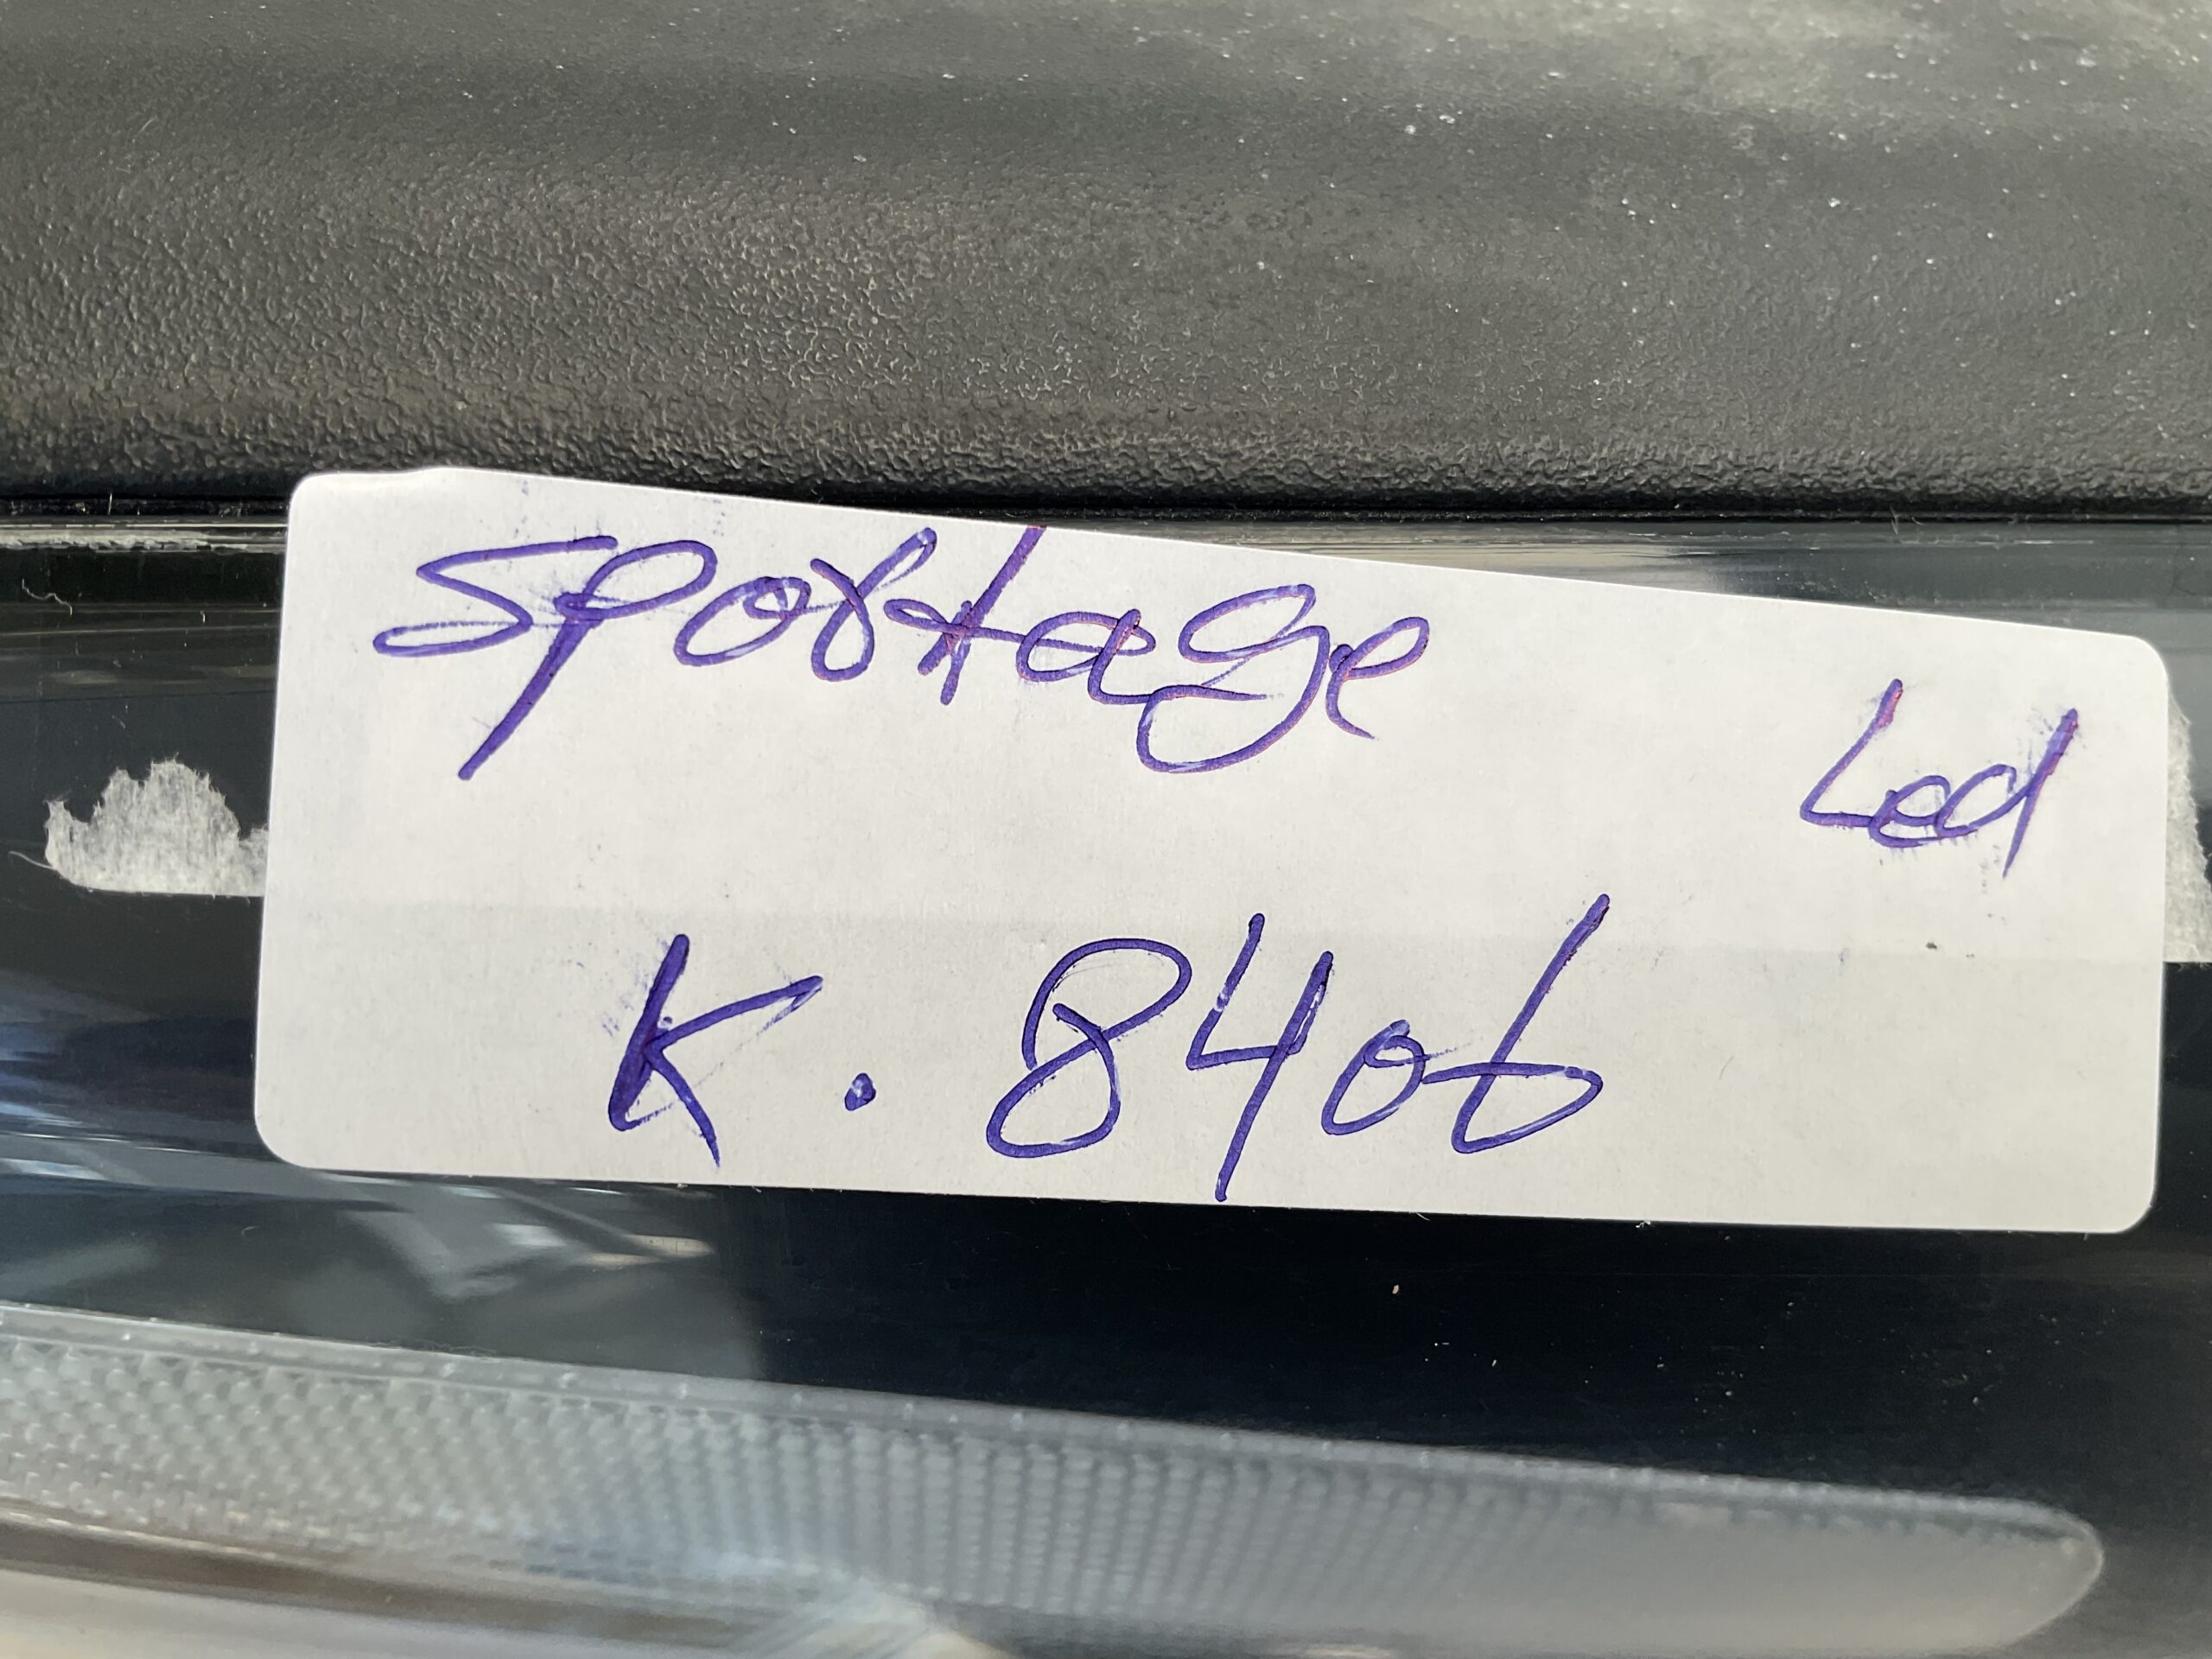 Sportage
Led
K. 8406